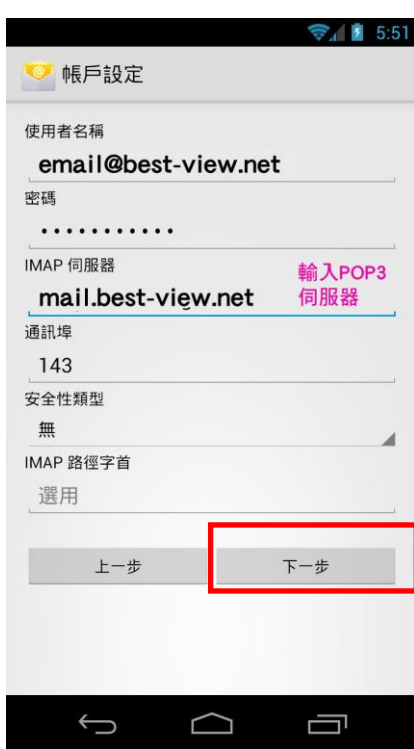 5:51
帳戶設定
使用者名稱
email@best-view.net
密碼
•••••••••••
IMAP 伺服器
輸入POP3
伺服器
mail.best-view.net
通訊埠
143
安全性類型
無
IMAP 路徑字首
選用
上一步
下一步